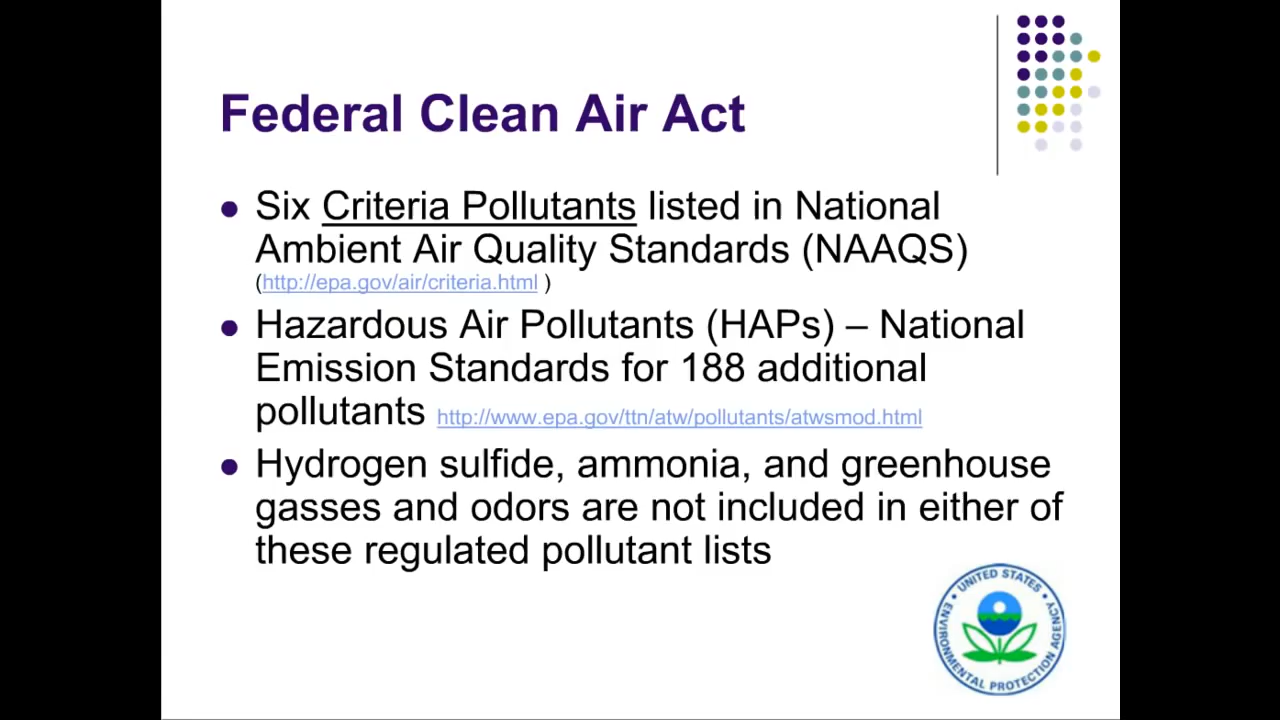 Federal Clean Air Act
Six Criteria Pollutants listed in National
Ambient Air Quality Standards (NAAQS)
(http://epa.gov/air/criteria.html )
Hazardous Air Pollutants (HAPs) – National
Emission Standards for 188 additional
pollutants http://www.epa.gov/ttn/atw/pollutants/atwsmod.html
Hydrogen sulfide, ammonia, and greenhouse
gasses and odors are not included in either of
these regulated pollutant lists
UNITED STATES
ENVIRONMENTAL PROTECTION AGENCY